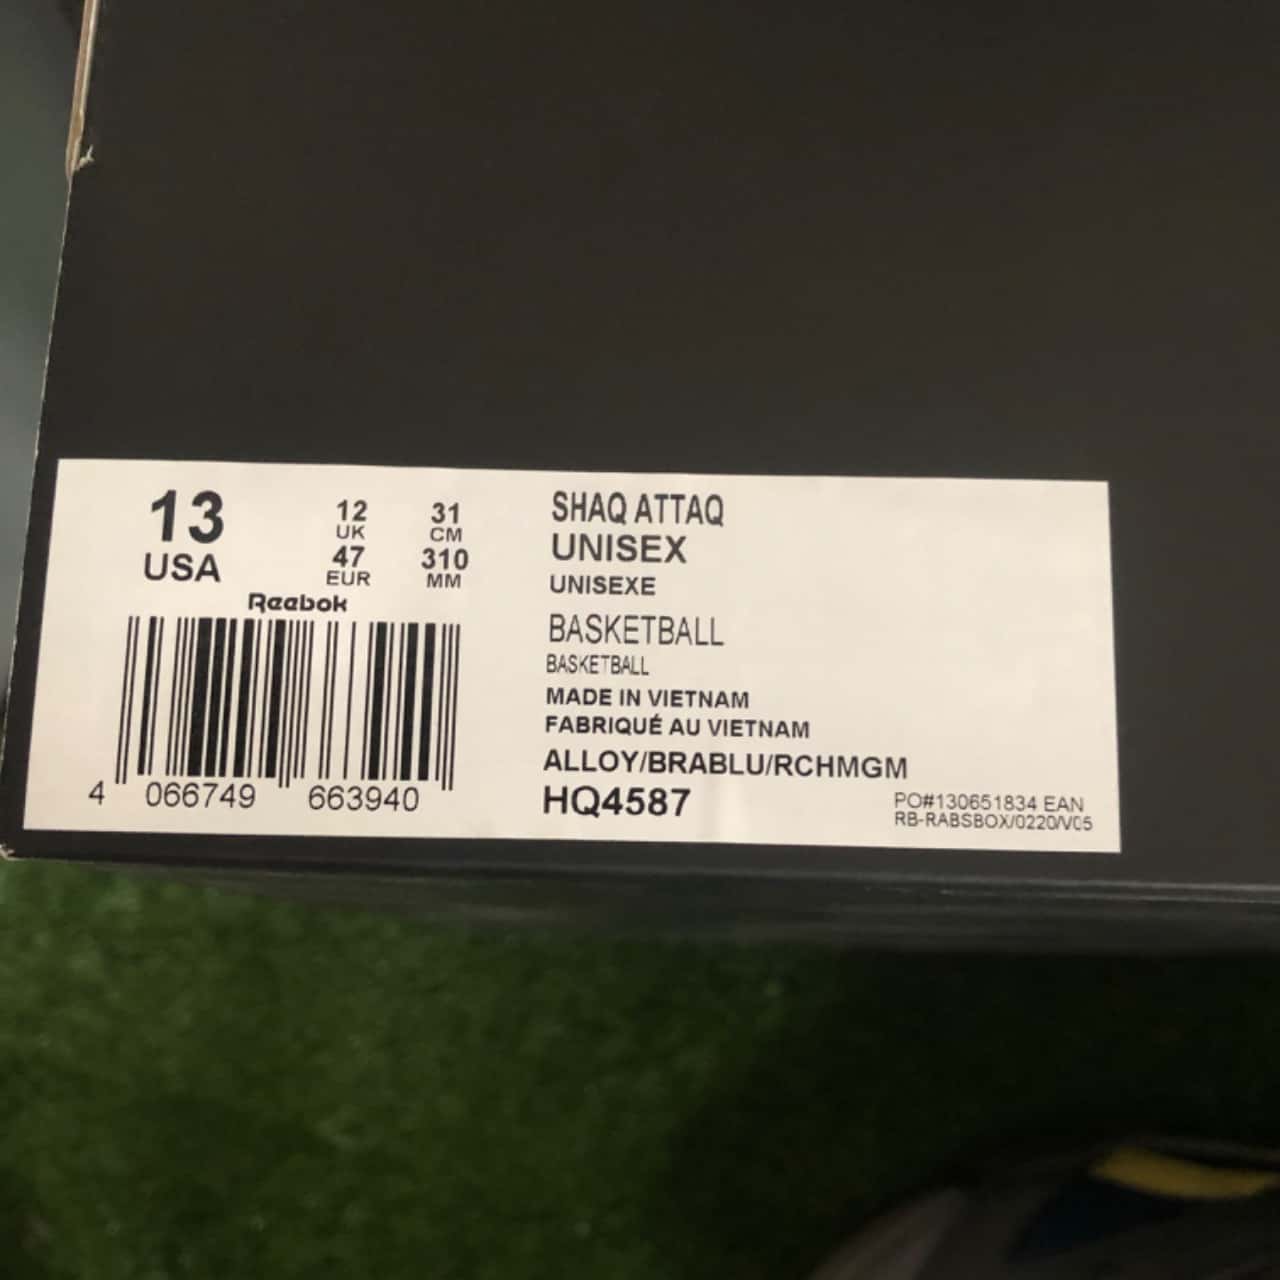 13
USA
12
UK
47
EUR
31
CM
310
MM
Reebok
4 066749 663940
SHAQ ATTAQ
UNISEX
UNISEXE
BASKETBALL
BASKETBALL
MADE IN VIETNAM
FABRIQUÉ AU VIETNAM
ALLOY/BRABLU/RCHMGM
HQ4587
PO#130651834 EAN
RB-RABSBOX/0220/V05